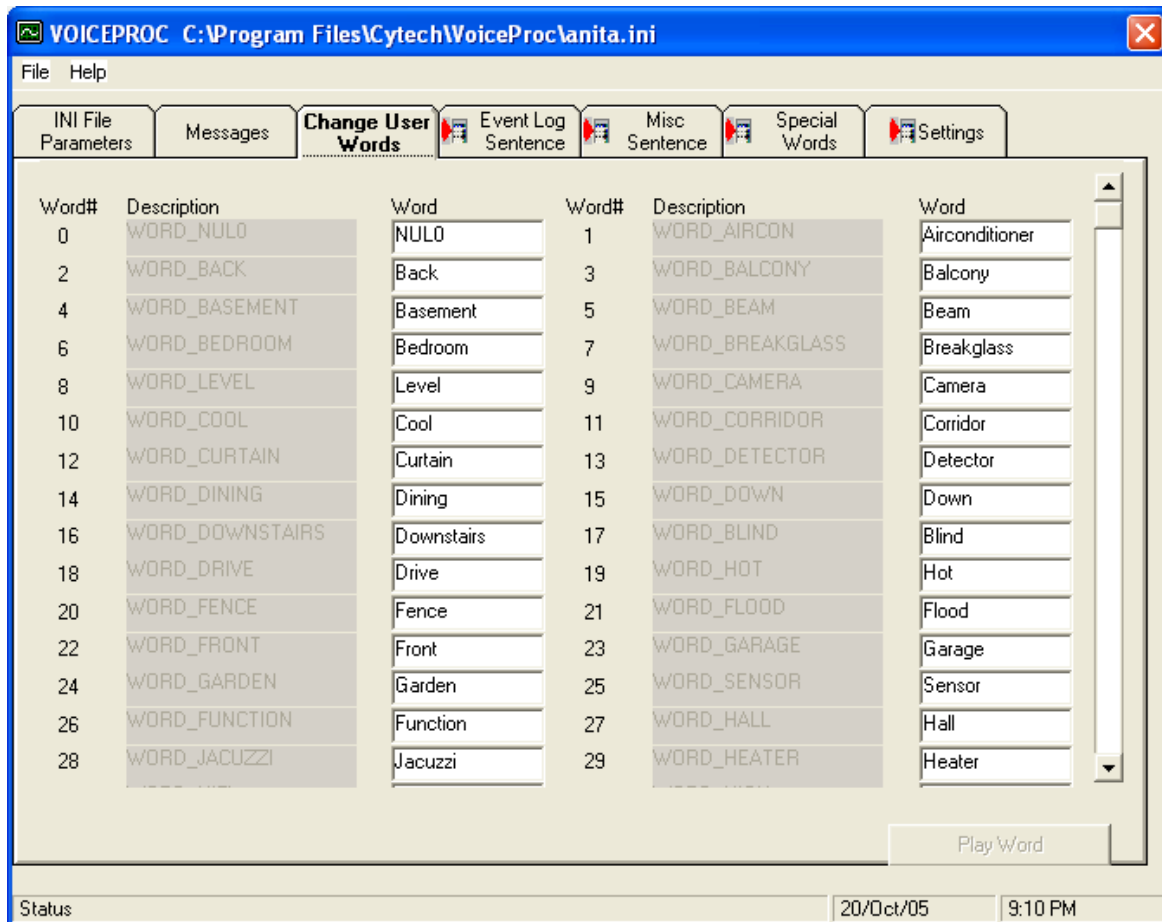 VOICEPROC C:\Program Files\Cytech\VoiceProc\anita.ini
File Help
INI File Parameters Messages Change User Words Event Log Sentence Misc Sentence Special Words Settings
Word# Description Word Word# Description Word
0 WORD_NUL0 NUL0 1 WORD_AIRCON Airconditioner
2 WORD_BACK Back 3 WORD_BALCONY Balcony
4 WORD_BASEMENT Basement 5 WORD_BEAM Beam
6 WORD_BEDROOM Bedroom 7 WORD_BREAKGLASS Breakglass
8 WORD_LEVEL Level 9 WORD_CAMERA Camera
10 WORD_COOL Cool 11 WORD_CORRIDOR Corridor
12 WORD_CURTAIN Curtain 13 WORD_DETECTOR Detector
14 WORD_DINING Dining 15 WORD_DOWN Down
16 WORD_DOWNSTAIRS Downstairs 17 WORD_BLIND Blind
18 WORD_DRIVE Drive 19 WORD_HOT Hot
20 WORD_FENCE Fence 21 WORD_FLOOD Flood
22 WORD_FRONT Front 23 WORD_GARAGE Garage
24 WORD_GARDEN Garden 25 WORD_SENSOR Sensor
26 WORD_FUNCTION Function 27 WORD_HALL Hall
28 WORD_JACUZZI Jacuzzi 29 WORD_HEATER Heater
Play Word
Status 20/Oct/05 9:10 PM